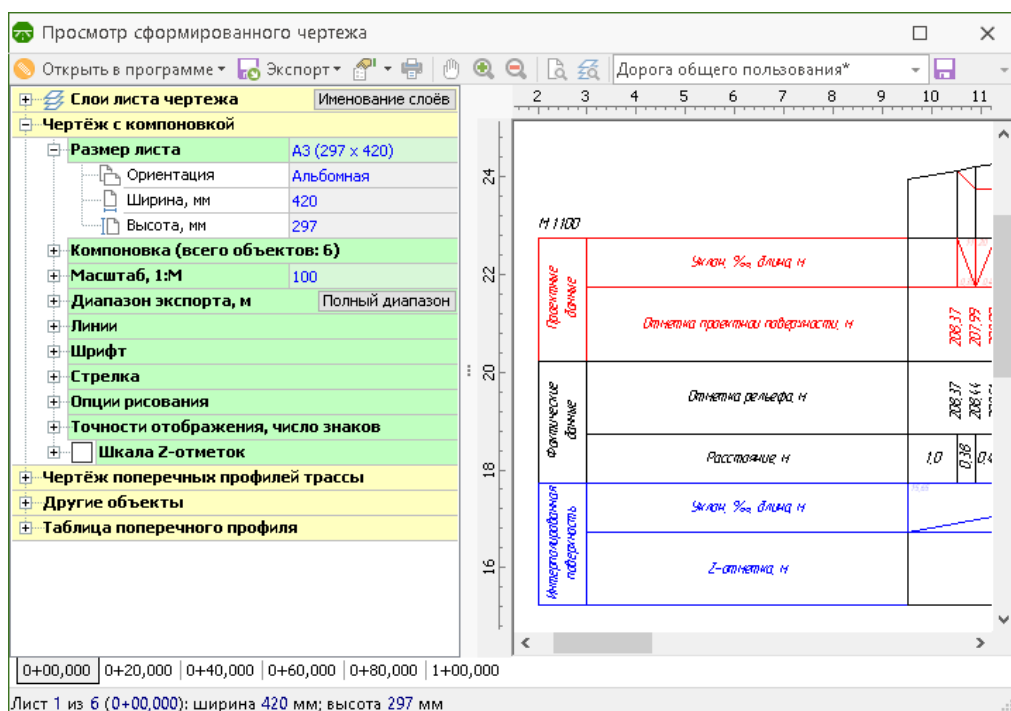 Просмотр сформированного чертежа
Открыть в программе Экспорт Дорога общего пользования*
Слои листа чертежа Именование слоёв
Чертёж с компоновкой
Размер листа A3 (297 x 420)
Ориентация Альбомная
Ширина, мм 420
Высота, мм 297
Компоновка (всего объектов: 6)
Масштаб, 1:М 100
Диапазон экспорта, м Полный диапазон
Линии
Шрифт
Стрелка
Опции рисования
Точности отображения, число знаков
Шкала Z-отметок
Чертёж поперечных профилей трассы
Другие объекты
Таблица поперечного профиля
2 3 4 5 6 7 8 9 10 11
24
22
20
18
16
М 1:100
Проектные данные
Уклон, ‰, длина, м
Отметка проектной поверхности, м
208,37
207,99
Фактические данные
Отметка рельефа, м
208,37
208,44
Расстояние, м
1,0
0,38
0,4
Интерполированная поверхность
Уклон, ‰, длина, м
Z-отметка, м
0+00,000 0+20,000 0+40,000 0+60,000 0+80,000 1+00,000
Лист 1 из 6 (0+00,000): ширина 420 мм; высота 297 мм